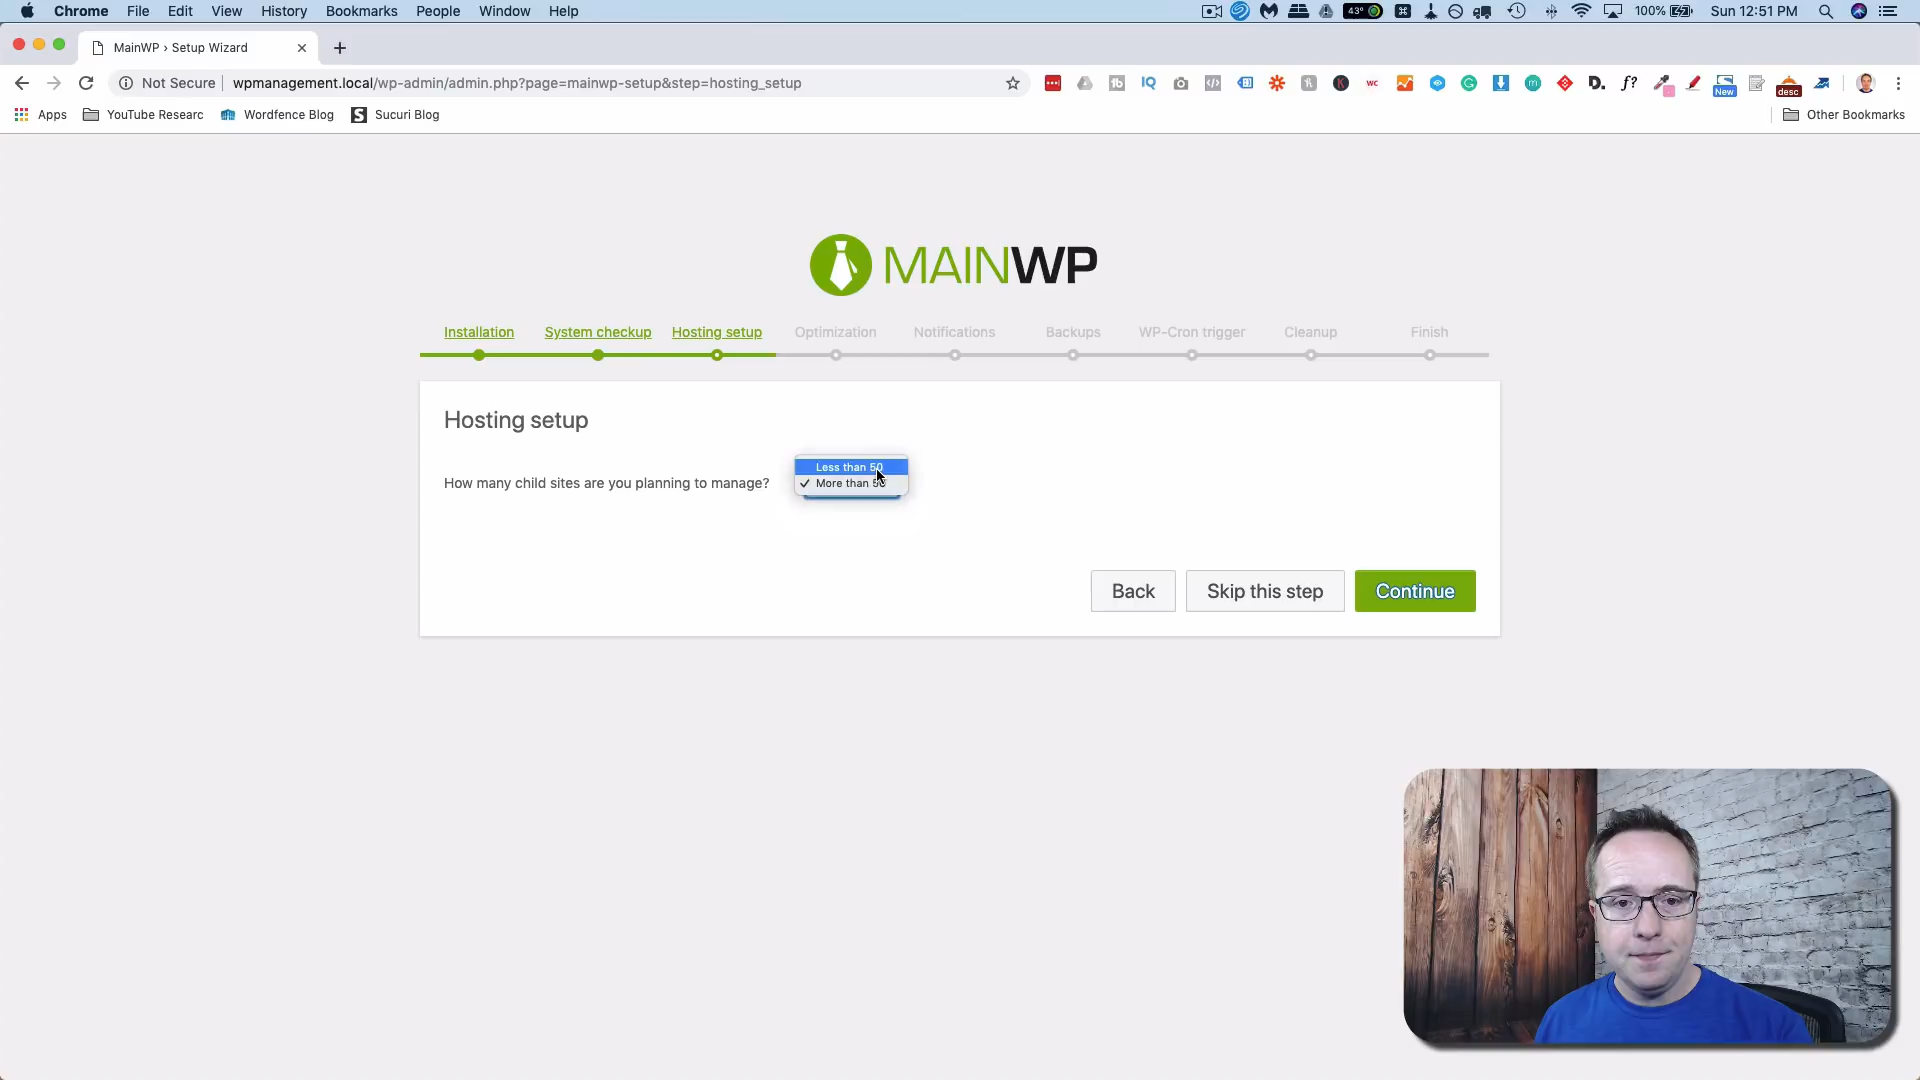 Chrome File Edit View History Bookmarks People Window Help 43° 100% Sun 12:51 PM
MainWP › Setup Wizard
Not Secure wpmanagement.local/wp-admin/admin.php?page=mainwp-setup&step=hosting_setup
New desc
Apps YouTube Researc Wordfence Blog Sucuri Blog Other Bookmarks
MAINWP
Installation System checkup Hosting setup Optimization Notifications Backups WP-Cron trigger Cleanup Finish
Hosting setup
Less than 50
How many child sites are you planning to manage? More than 50
Back Skip this step Continue